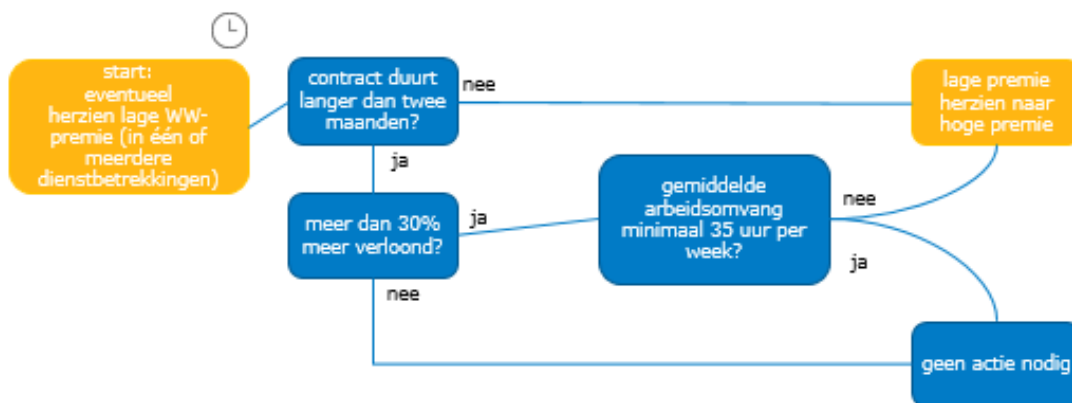 start:
eventueel
herzien lage WW-
premie (in één of
meerdere
dienstbetrekkingen)
contract duurt
langer dan twee
maanden?
nee
lage premie
herzien naar
hoge premie
ja
meer dan 30%
meer verloond?
ja
gemiddelde
arbeidsomvang
minimaal 35 uur per
week?
nee
ja
nee
geen actie nodig